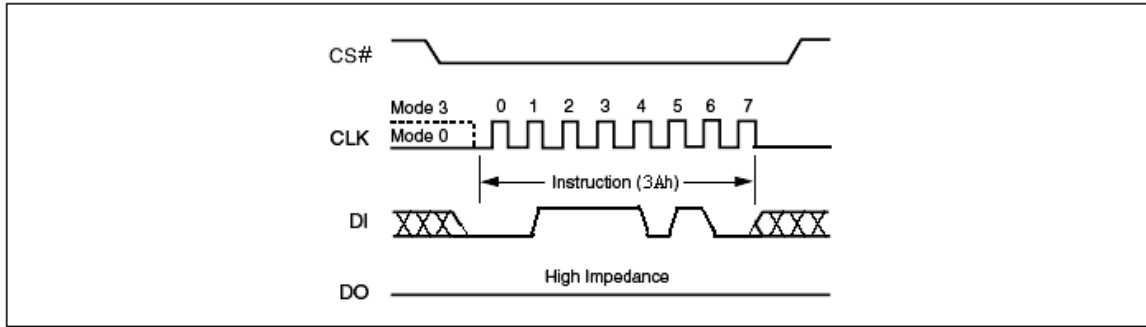 CS#
Mode 3
0 1 2 3 4 5 6 7
CLK
Mode 0
Instruction (3Ah)
DI
High Impedance
DO